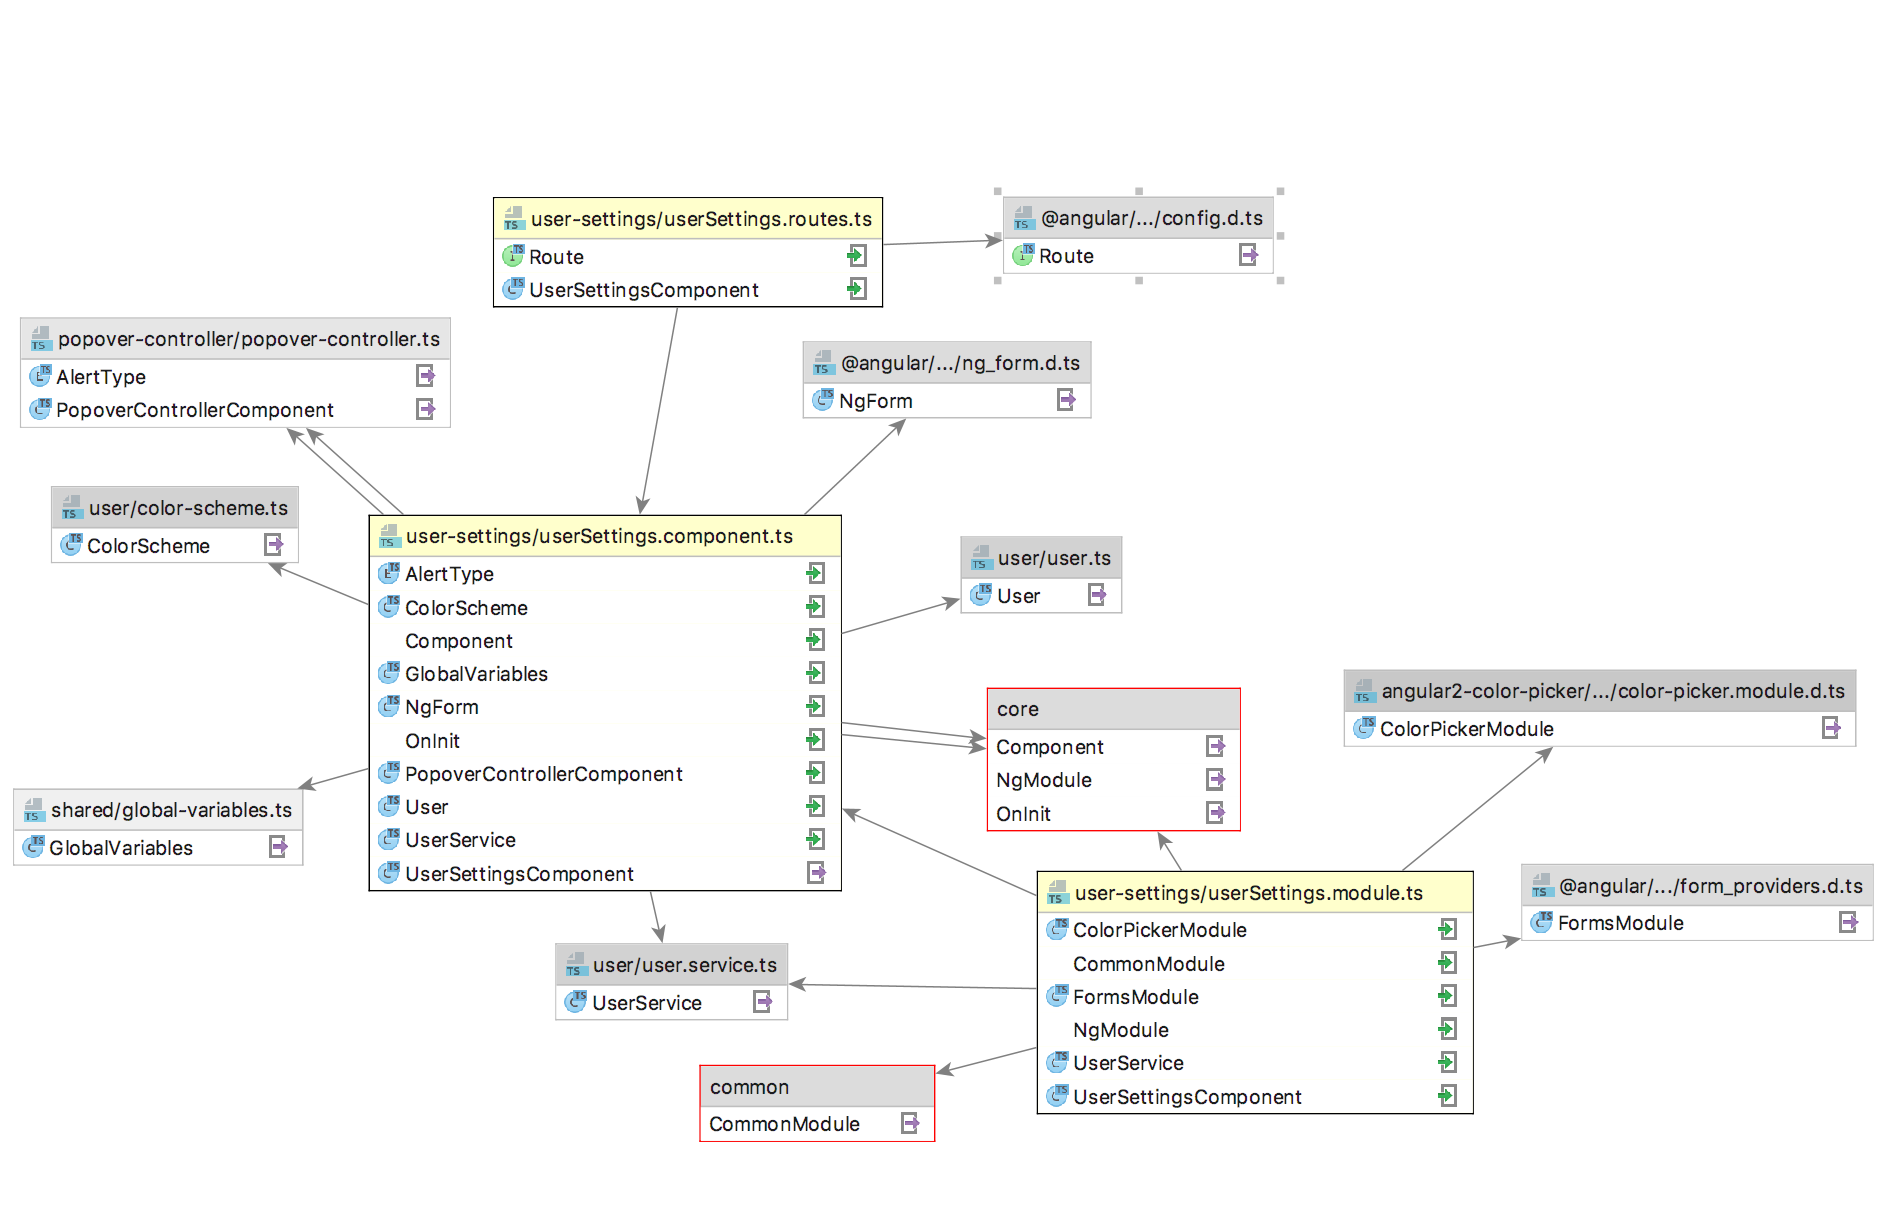 user-settings/userSettings.routes.ts
Route
UserSettingsComponent
@angular/.../config.d.ts
Route
popover-controller/popover-controller.ts
AlertType
PopoverControllerComponent
@angular/.../ng_form.d.ts
NgForm
user/color-scheme.ts
ColorScheme
user-settings/userSettings.component.ts
AlertType
ColorScheme
Component
GlobalVariables
NgForm
OnInit
PopoverControllerComponent
User
UserService
UserSettingsComponent
user/user.ts
User
core
Component
NgModule
OnInit
angular2-color-picker/.../color-picker.module.d.ts
ColorPickerModule
shared/global-variables.ts
GlobalVariables
user-settings/userSettings.module.ts
ColorPickerModule
CommonModule
FormsModule
NgModule
UserService
UserSettingsComponent
@angular/.../form_providers.d.ts
FormsModule
user/user.service.ts
UserService
common
CommonModule